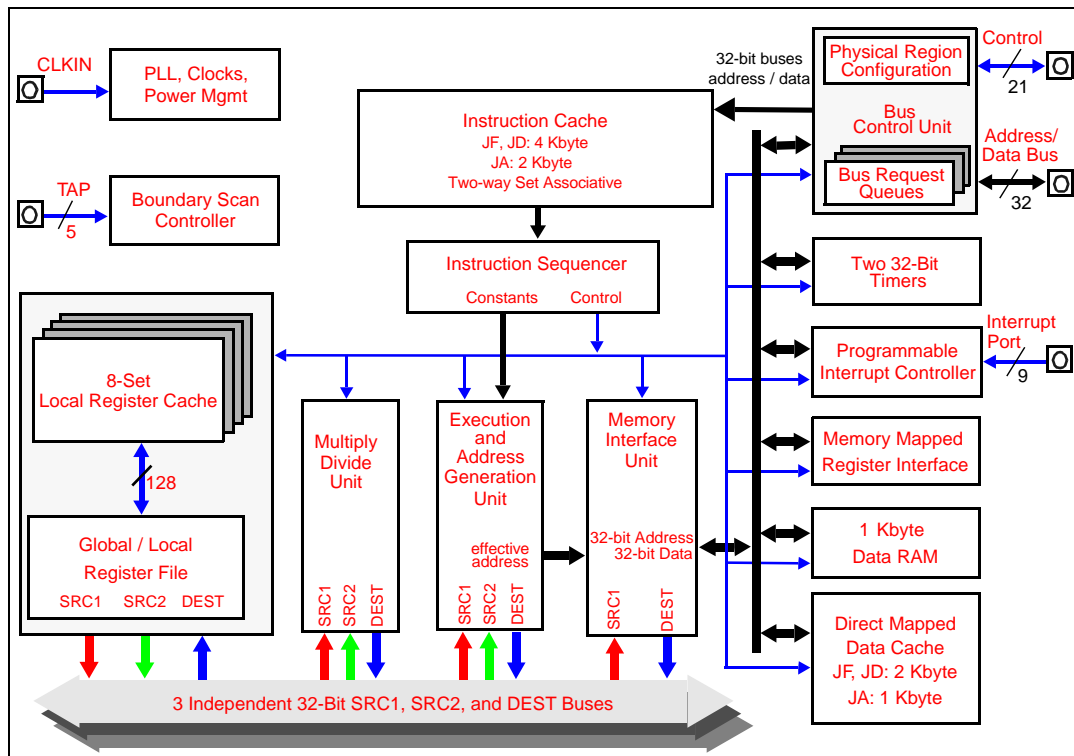 CLKIN
PLL, Clocks,
Power Mgmt
TAP
5
Boundary Scan
Controller
8-Set
Local Register Cache
128
Global / Local
Register File
SRC1 SRC2 DEST
32-bit buses
address / data
Instruction Cache
JF, JD: 4 Kbyte
JA: 2 Kbyte
Two-way Set Associative
Instruction Sequencer
Constants Control
Multiply
Divide
Unit
SRC1
SRC2
DEST
Execution
and
Address
Generation
Unit
effective
address
SRC1
SRC2
DEST
Memory
Interface
Unit
32-bit Address
32-bit Data
SRC1
DEST
3 Independent 32-Bit SRC1, SRC2, and DEST Buses
Physical Region
Configuration
Bus
Control Unit
Bus Request
Queues
Control
21
Address/
Data Bus
32
Two 32-Bit
Timers
Programmable
Interrupt Controller
Interrupt
Port
9
Memory Mapped
Register Interface
1 Kbyte
Data RAM
Direct Mapped
Data Cache
JF, JD: 2 Kbyte
JA: 1 Kbyte